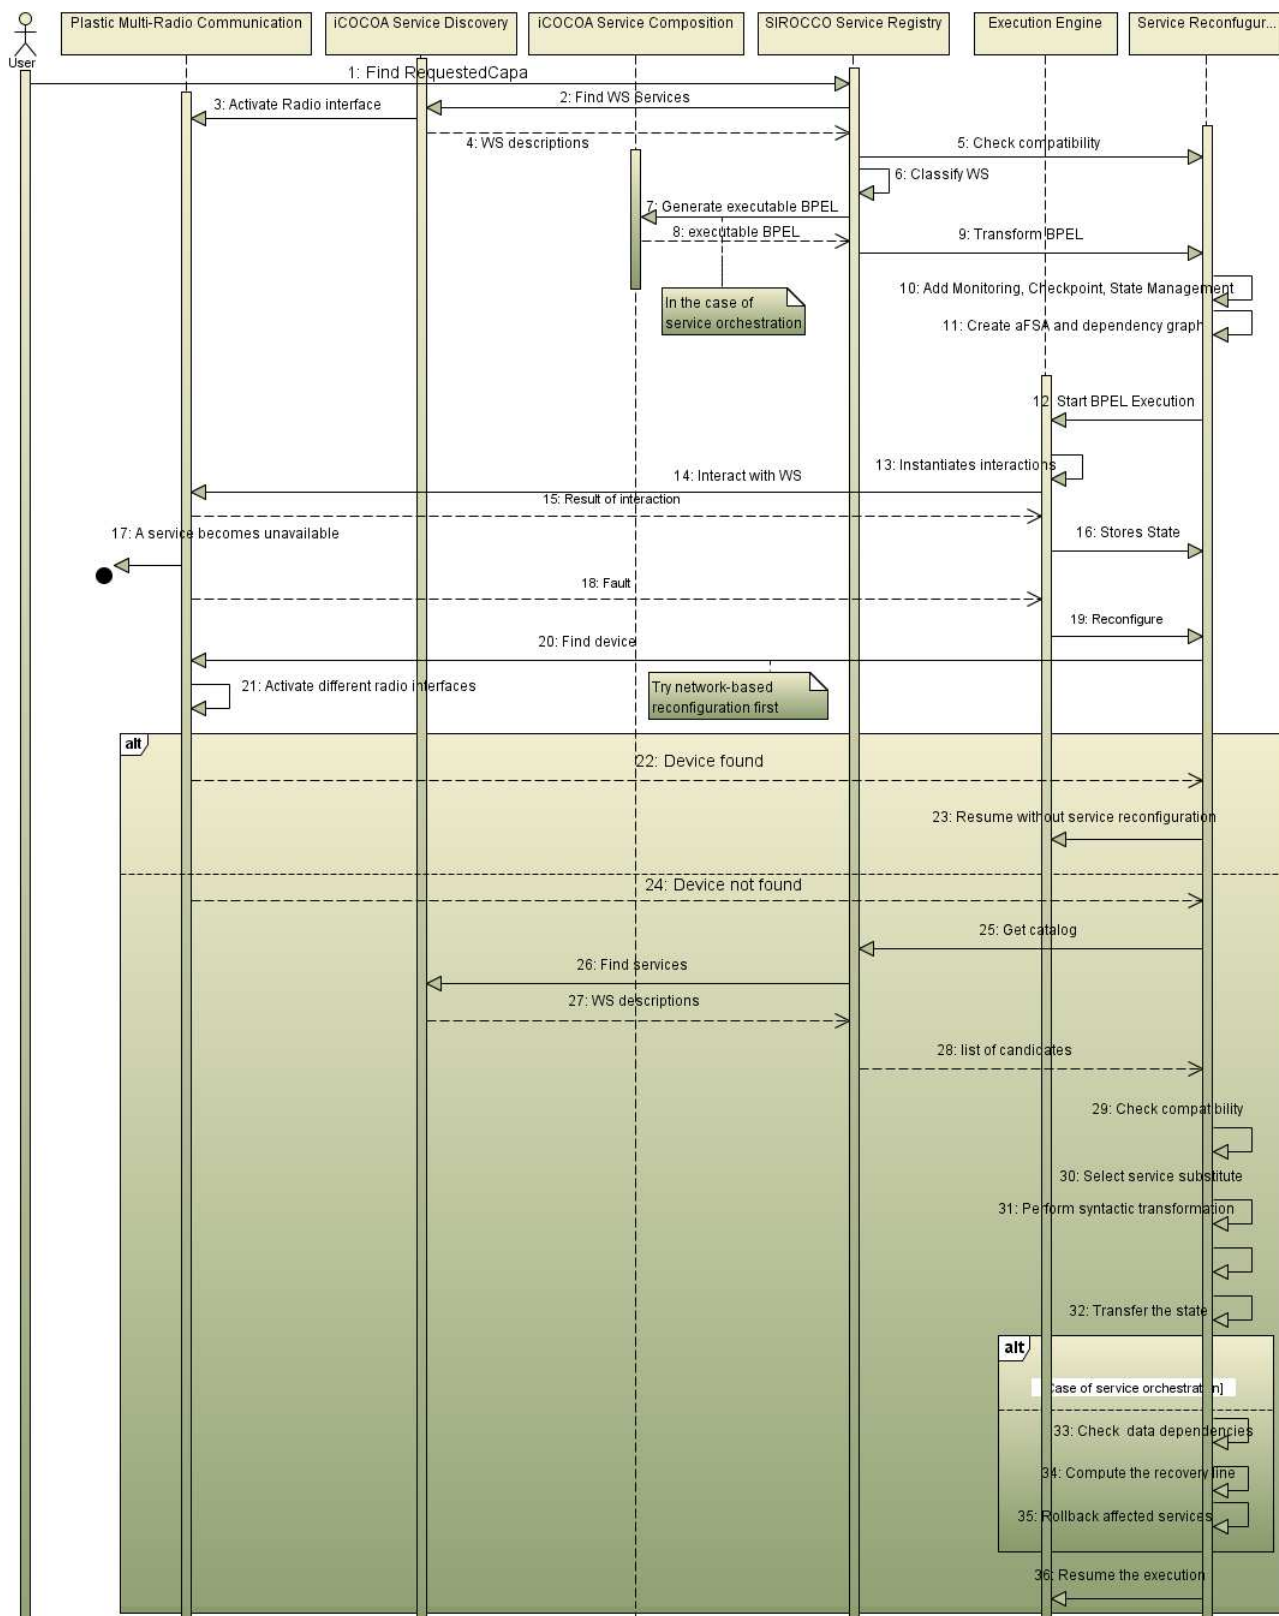 Plastic Multi-Radio Communication
iCOCOA Service Discovery
iCOCOA Service Composition
SIROCCO Service Registry
Execution Engine
Service Reconfugur...
User
1: Find RequestedCapa
2: Find WS Services
3: Activate Radio interface
4: WS descriptions
5: Check compatibility
6: Classify WS
7: Generate executable BPEL
8: executable BPEL
9: Transform BPEL
In the case of
service orchestration
10: Add Monitoring, Checkpoint, State Management
11: Create aFSA and dependency graph
12: Start BPEL Execution
13: Instantiates interactions
14: Interact with WS
15: Result of interaction
16: Stores State
17: A service becomes unavailable
18: Fault
19: Reconfigure
20: Find device
21: Activate different radio interfaces
Try network-based
reconfiguration first
alt
22: Device found
23: Resume without service reconfiguration
24: Device not found
25: Get catalog
26: Find services
27: WS descriptions
28: list of candidates
29: Check compatibility
30: Select service substitute
31: Perform syntactic transformation
32: Transfer the state
alt
Case of service orchestration]
33: Check data dependencies
34: Compute the recovery line
35: Rollback affected services
36: Resume the execution